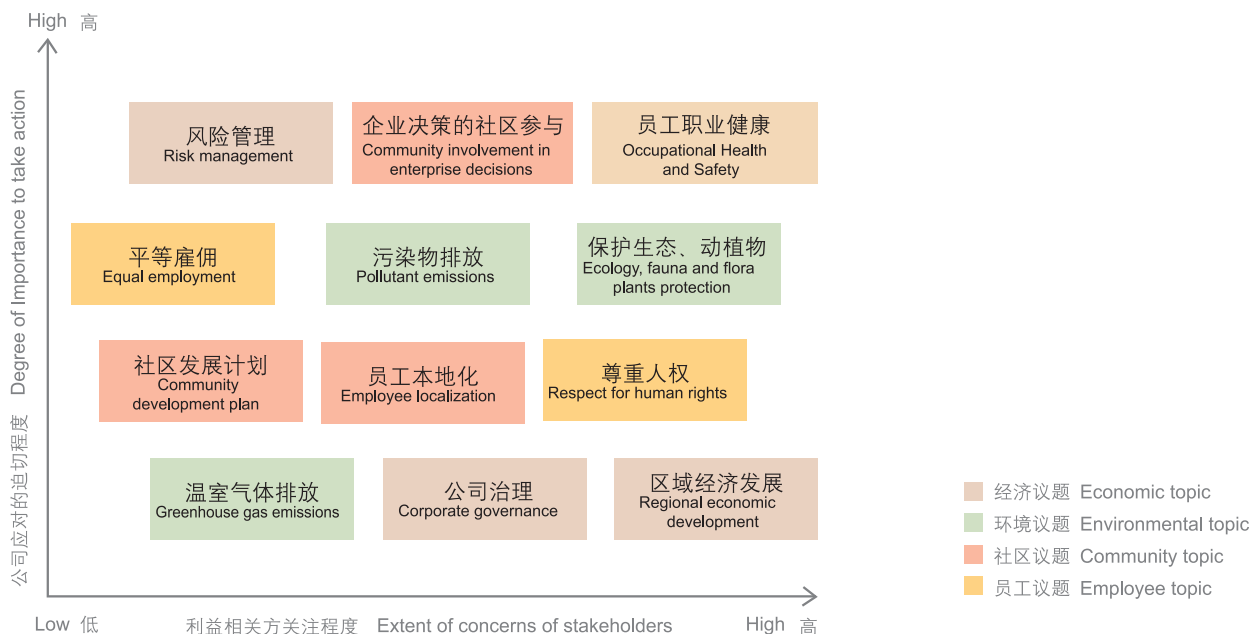 High 高
风险管理
Risk management
企业决策的社区参与
Community involvement in
enterprise decisions
员工职业健康
Occupational Health
and Safety
平等雇佣
Equal employment
污染物排放
Pollutant emissions
保护生态、动植物
Ecology, fauna and flora
plants protection
社区发展计划
Community
development plan
员工本地化
Employee localization
尊重人权
Respect for human rights
温室气体排放
Greenhouse gas emissions
公司治理
Corporate governance
区域经济发展
Regional economic
development
公司应对的迫切程度 Degree of Importance to take action
Low 低
利益相关方关注程度 Extent of concerns of stakeholders
High 高
经济议题 Economic topic
环境议题 Environmental topic
社区议题 Community topic
员工议题 Employee topic